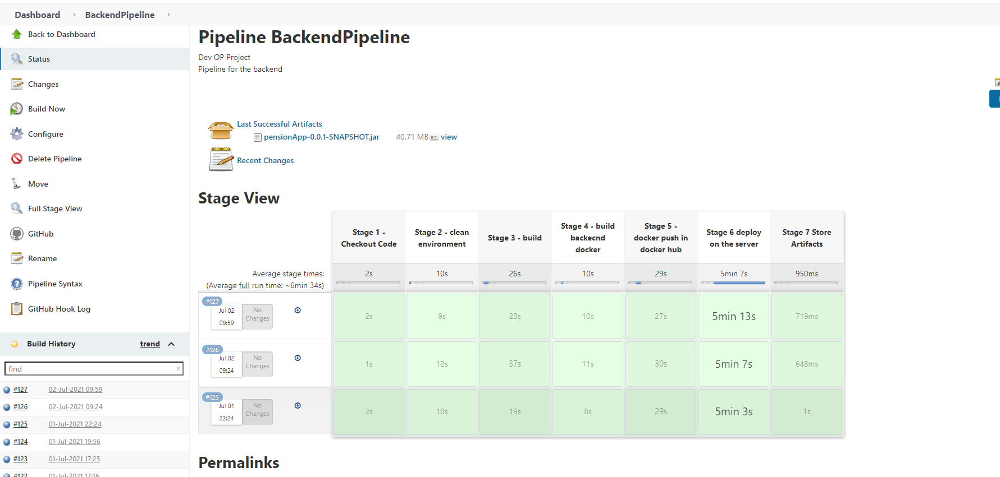 Dashboard BackendPipeline
Back to Dashboard
Status
Changes
Build Now
Configure
Delete Pipeline
Move
Full Stage View
GitHub
Rename
Pipeline Syntax
GitHub Hook Log
Build History trend
find x
#127 02-Jul-2021 09:59
#126 02-Jul-2021 09:24
#125 01-Jul-2021 22:24
#124 01-Jul-2021 19:56
#123 01-Jul-2021 17:25
#122 01-Jul-2021 17:16
Pipeline BackendPipeline
Dev OP Project
Pipeline for the backend
Last Successful Artifacts
pensionApp-0.0.1-SNAPSHOT.jar 40.71 MB view
Recent Changes
Stage View
Stage 1 -
Checkout Code
Stage 2 - clean
environment
Stage 3 - build
Stage 4 - build
backecnd
docker
Stage 5 -
docker push in
docker hub
Stage 6 deploy
on the server
Stage 7 Store
Artifacts
Average stage times:
(Average full run time: ~6min 34s)
2s 10s 26s 10s 29s 5min 7s 950ms
#127
Jul 02
09:59
No
Changes
2s 9s 23s 10s 27s 5min 13s 719ms
#126
Jul 02
09:24
No
Changes
1s 12s 37s 11s 30s 5min 7s 648ms
#125
Jul 01
22:24
No
Changes
2s 10s 19s 8s 29s 5min 3s 1s
Permalinks